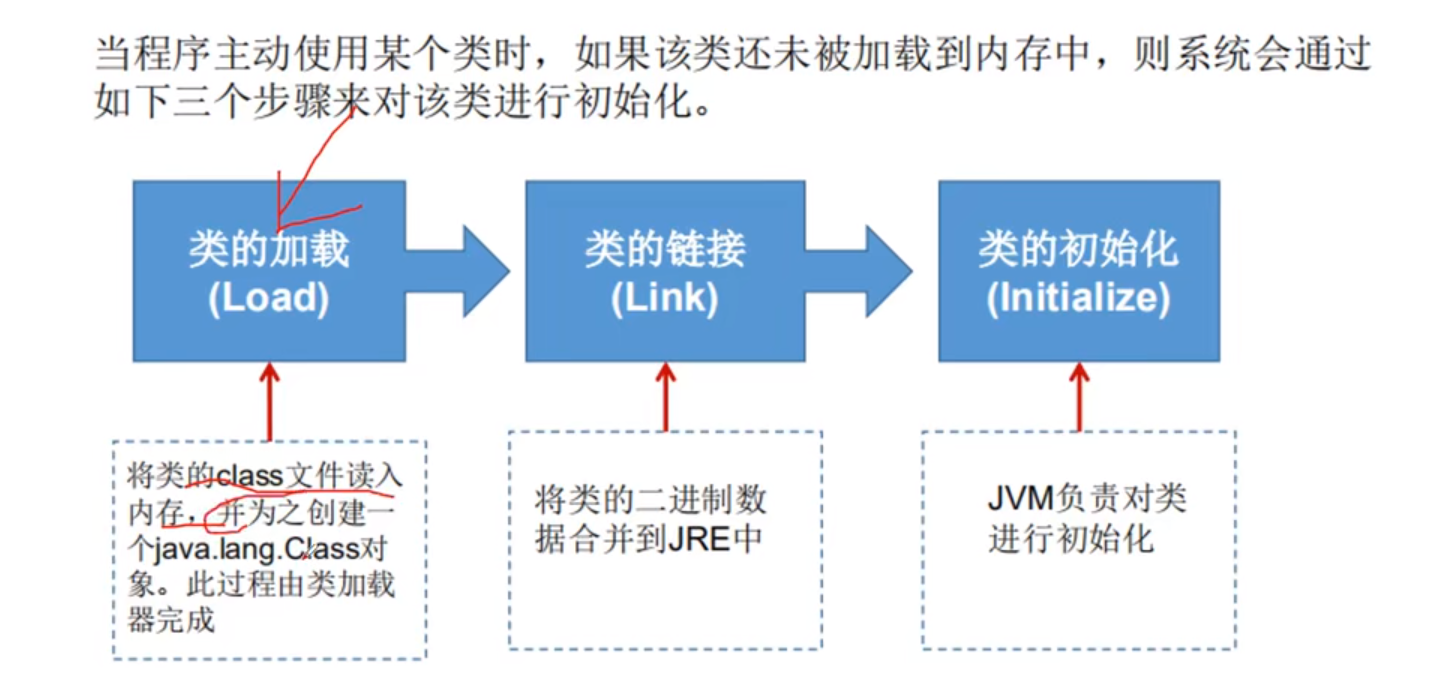 当程序主动使用某个类时，如果该类还未被加载到内存中，则系统会通过
如下三个步骤来对该类进行初始化。
类的加载
(Load)
类的链接
(Link)
类的初始化
(Initialize)
将类的class文件读入
内存，并为之创建一
个java.lang.Class对
象。此过程由类加载
器完成
将类的二进制数
据合并到JRE中
JVM负责对类
进行初始化